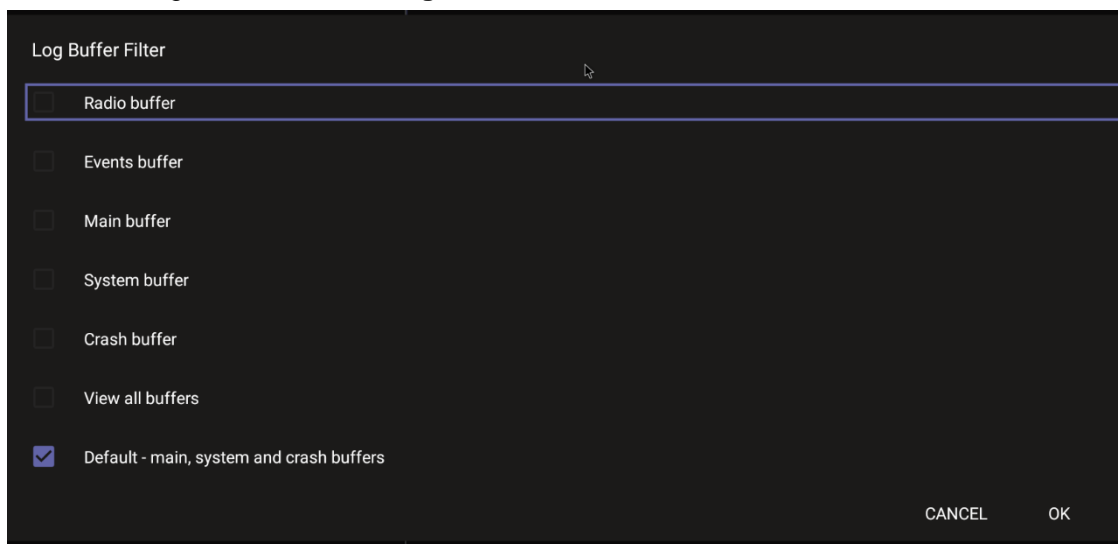 Log Buffer Filter
Radio buffer
Events buffer
Main buffer
System buffer
Crash buffer
View all buffers
Default - main, system and crash buffers
CANCEL OK